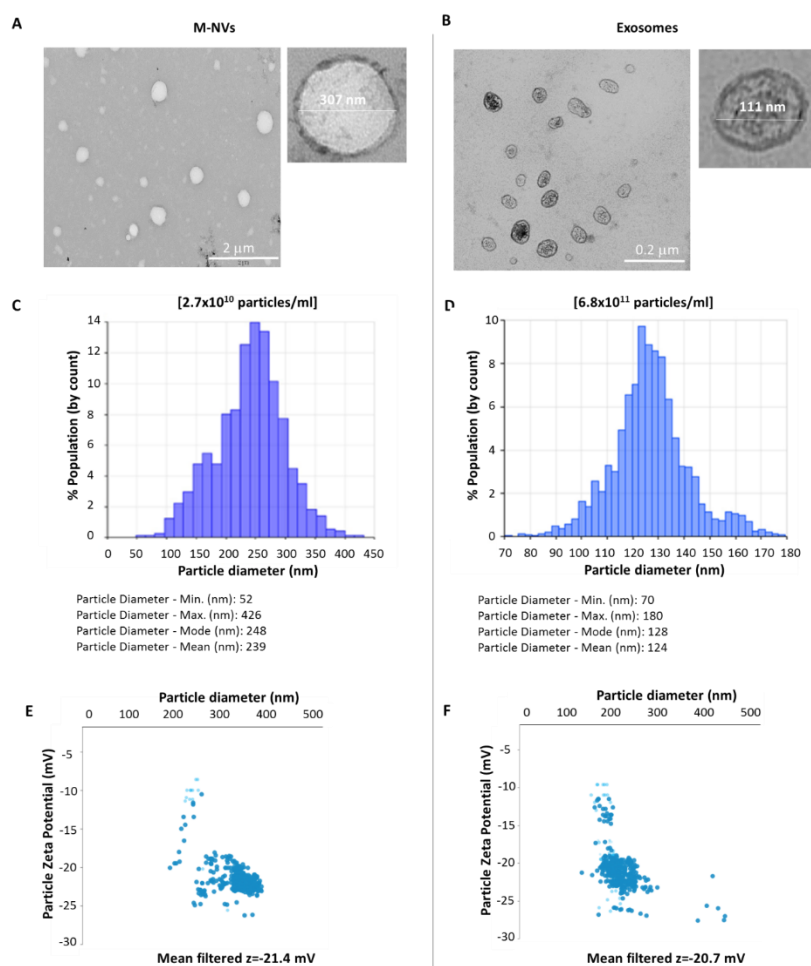 A
M-NVs
307 nm
2 µm
B
Exosomes
111 nm
0.2 µm
C
[2.7x10¹⁰ particles/ml]
% Population (by count)
14
12
10
8
6
4
2
0
0 50 100 150 200 250 300 350 400 450
Particle diameter (nm)
Particle Diameter - Min. (nm): 52
Particle Diameter - Max. (nm): 426
Particle Diameter - Mode (nm): 248
Particle Diameter - Mean (nm): 239
D
[6.8x10¹¹ particles/ml]
% Population (by count)
10
8
6
4
2
0
70 80 90 100 110 120 130 140 150 160 170 180
Particle diameter (nm)
Particle Diameter - Min. (nm): 70
Particle Diameter - Max. (nm): 180
Particle Diameter - Mode (nm): 128
Particle Diameter - Mean (nm): 124
E
Particle diameter (nm)
0 100 200 300 400 500
Particle Zeta Potential (mV)
-5
-10
-15
-20
-25
-30
Mean filtered z=-21.4 mV
F
Particle diameter (nm)
0 100 200 300 400 500
Particle Zeta Potential (mV)
-5
-10
-15
-20
-25
-30
Mean filtered z=-20.7 mV